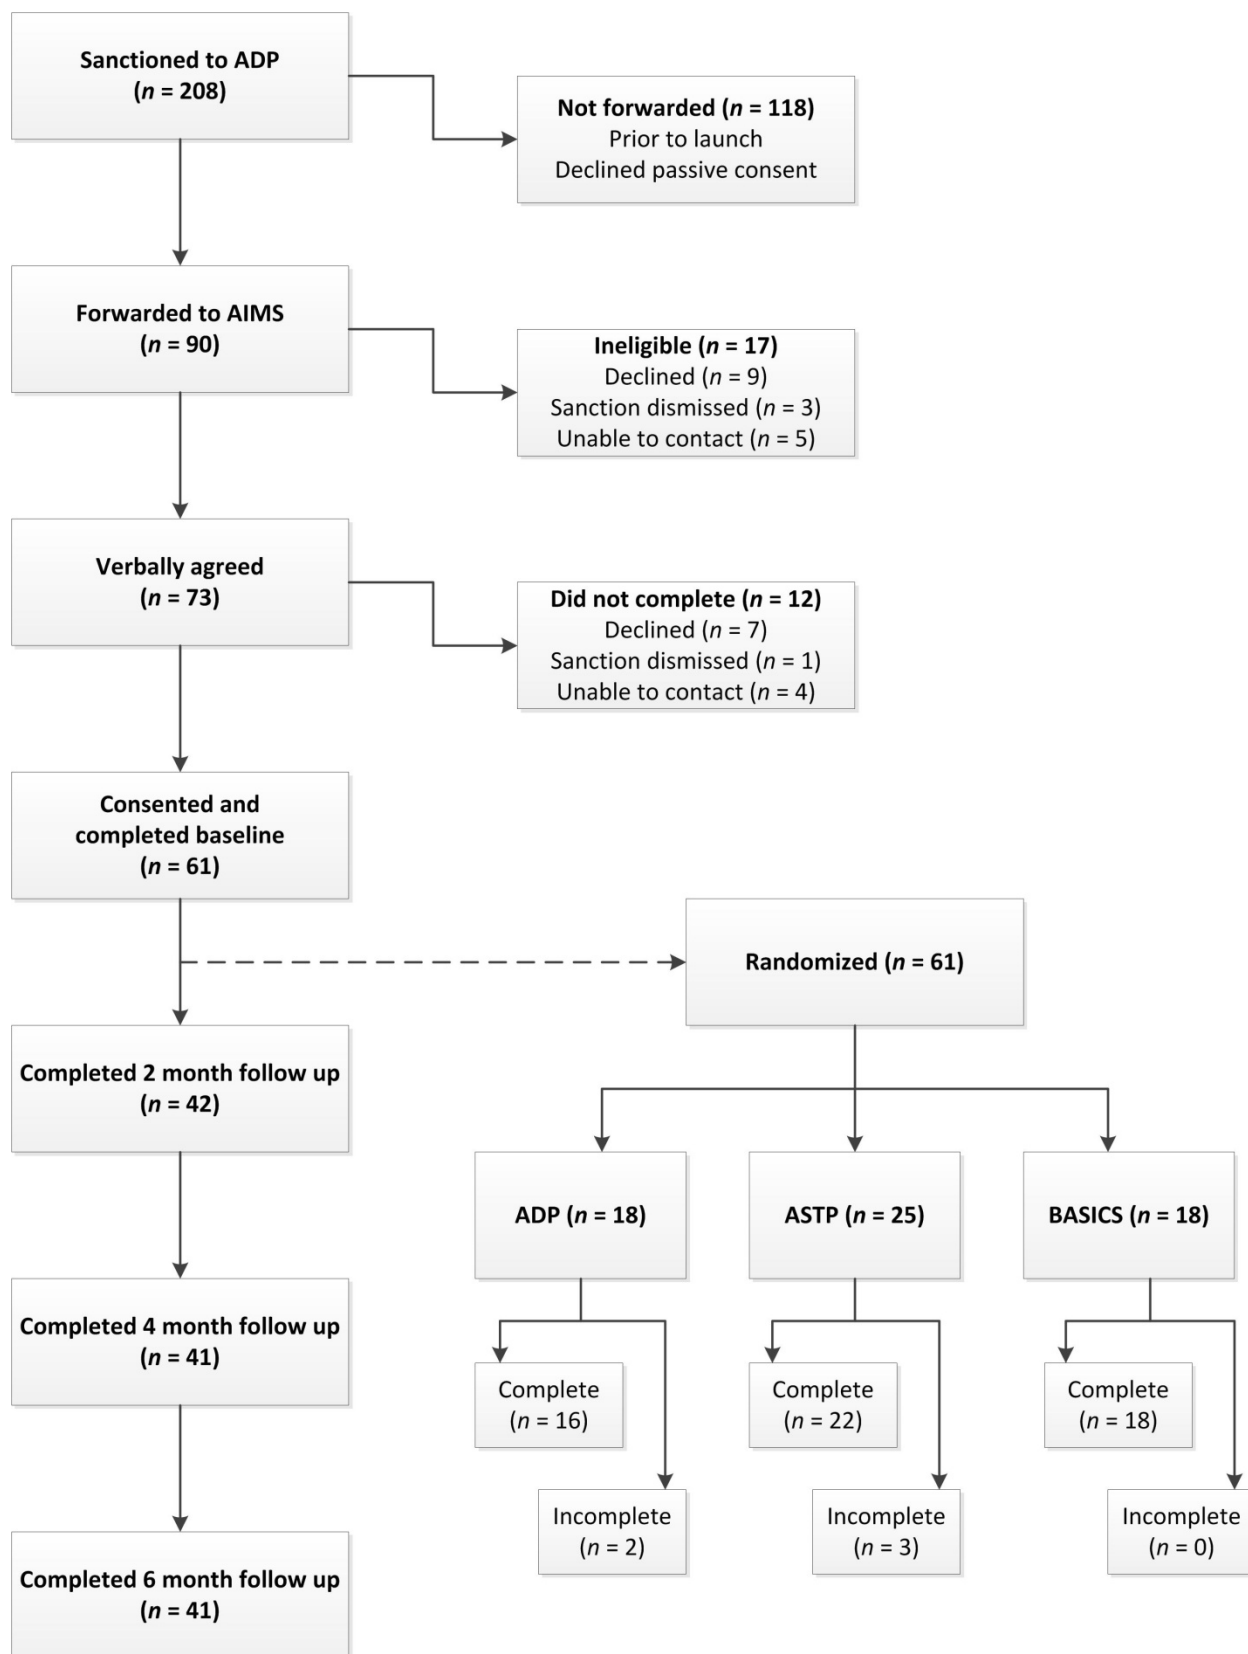 Sanctioned to ADP
(n = 208)
Not forwarded (n = 118)
Prior to launch
Declined passive consent
Forwarded to AIMS
(n = 90)
Ineligible (n = 17)
Declined (n = 9)
Sanction dismissed (n = 3)
Unable to contact (n = 5)
Verbally agreed
(n = 73)
Did not complete (n = 12)
Declined (n = 7)
Sanction dismissed (n = 1)
Unable to contact (n = 4)
Consented and
completed baseline
(n = 61)
Randomized (n = 61)
Completed 2 month follow up
(n = 42)
ADP (n = 18)
ASTP (n = 25)
BASICS (n = 18)
Completed 4 month follow up
(n = 41)
Complete
(n = 16)
Complete
(n = 22)
Complete
(n = 18)
Incomplete
(n = 2)
Incomplete
(n = 3)
Incomplete
(n = 0)
Completed 6 month follow up
(n = 41)